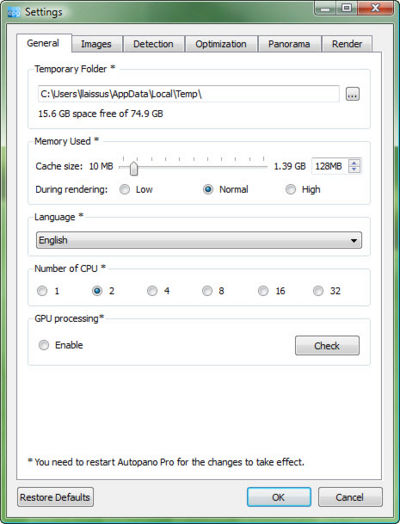 Settings
General Images Detection Optimization Panorama Render
Temporary Folder *
C:\Users\llaissus\AppData\Local\Temp\ ...
15.6 GB space free of 74.9 GB
Memory Used *
Cache size: 10 MB 1.39 GB 128MB
During rendering: Low Normal High
Language *
English
Number of CPU *
1 2 4 8 16 32
GPU processing*
Enable Check
* You need to restart Autopano Pro for the changes to take effect.
Restore Defaults OK Cancel